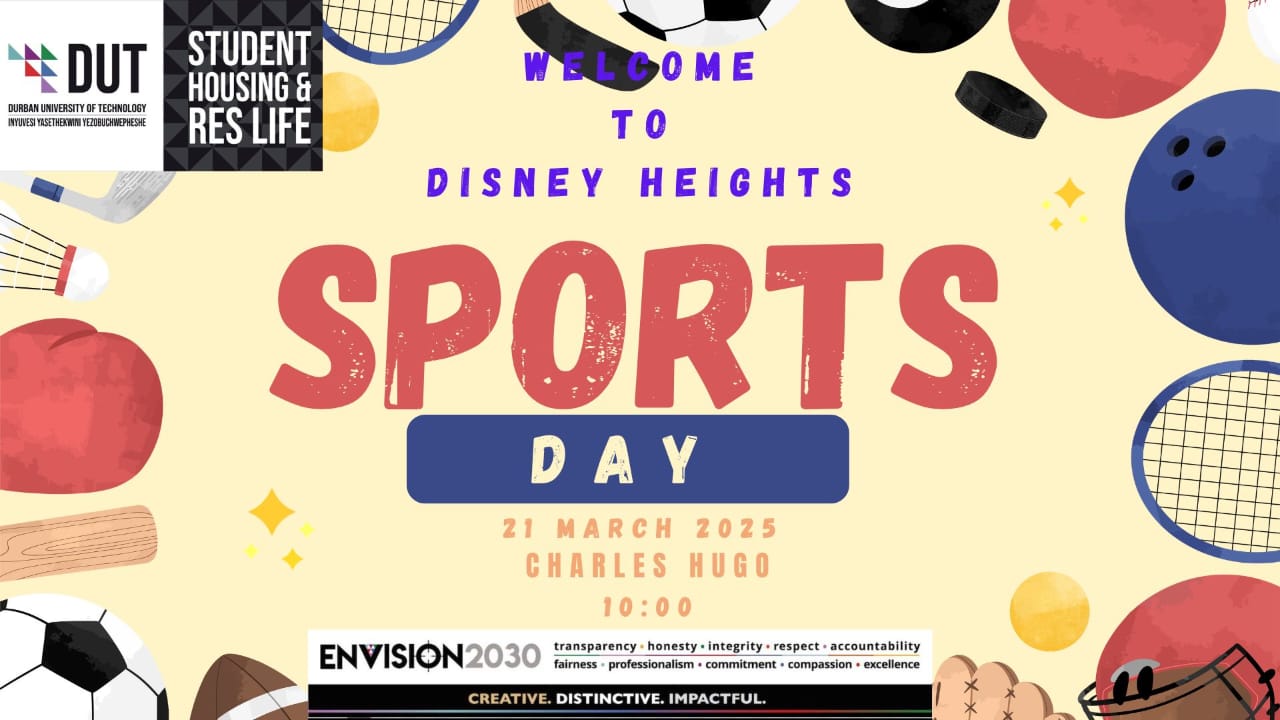 DUT
DURBAN UNIVERSITY OF TECHNOLOGY
INYUVESI YASETHEKWINI YEZOBUCHWEPHESHE
STUDENT
HOUSING &
RES LIFE
WELCOME
TO
DISNEY HEIGHTS
SPORTS
DAY
21 MARCH 2025
CHARLES HUGO
10:00
ENVISION2030
transparency • honesty • integrity • respect • accountability
fairness • professionalism • commitment • compassion • excellence
CREATIVE. DISTINCTIVE. IMPACTFUL.